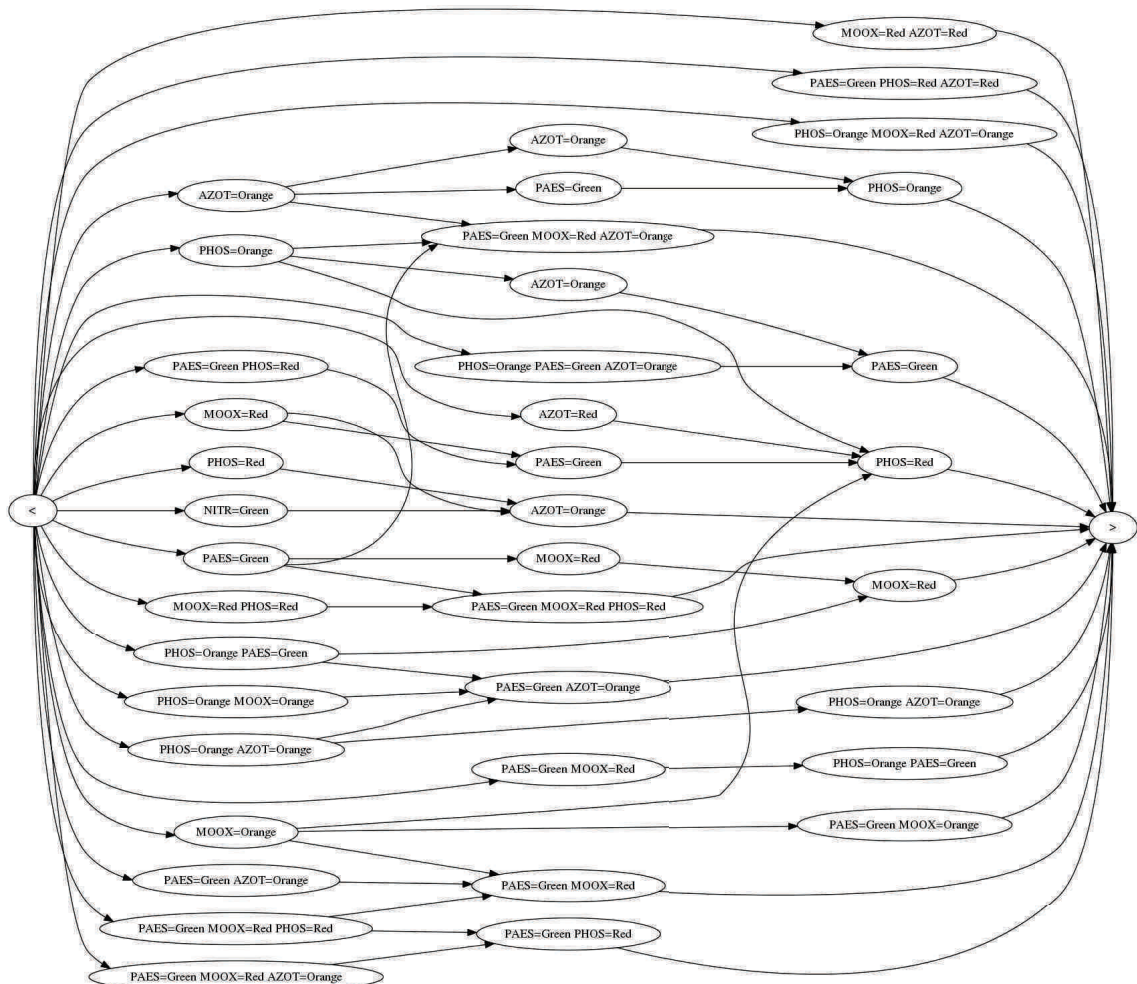 MOOX=Red AZOT=Red
PAES=Green PHOS=Red AZOT=Red
PHOS=Orange MOOX=Red AZOT=Orange
AZOT=Orange
AZOT=Orange
PAES=Green
PHOS=Orange
PAES=Green MOOX=Red AZOT=Orange
PHOS=Orange
AZOT=Orange
PAES=Green PHOS=Red
PHOS=Orange PAES=Green AZOT=Orange
PAES=Green
MOOX=Red
AZOT=Red
PHOS=Red
PAES=Green
PHOS=Red
<
NITR=Green
AZOT=Orange
>
PAES=Green
MOOX=Red
MOOX=Red
MOOX=Red PHOS=Red
PAES=Green MOOX=Red PHOS=Red
PHOS=Orange PAES=Green
PAES=Green AZOT=Orange
PHOS=Orange MOOX=Orange
PHOS=Orange AZOT=Orange
PHOS=Orange AZOT=Orange
PAES=Green MOOX=Red
PHOS=Orange PAES=Green
MOOX=Orange
PAES=Green MOOX=Orange
PAES=Green AZOT=Orange
PAES=Green MOOX=Red
PAES=Green MOOX=Red PHOS=Red
PAES=Green PHOS=Red
PAES=Green MOOX=Red AZOT=Orange